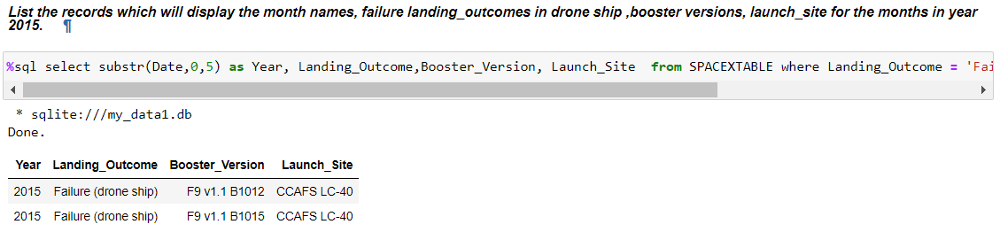 List the records which will display the month names, failure landing_outcomes in drone ship ,booster versions, launch_site for the months in year
2015. ¶
%sql select substr(Date,0,5) as Year, Landing_Outcome,Booster_Version, Launch_Site  from SPACEXTABLE where Landing_Outcome = 'Fai
* sqlite:///my_data1.db
Done.
Year Landing_Outcome Booster_Version Launch_Site
2015 Failure (drone ship) F9 v1.1 B1012 CCAFS LC-40
2015 Failure (drone ship) F9 v1.1 B1015 CCAFS LC-40